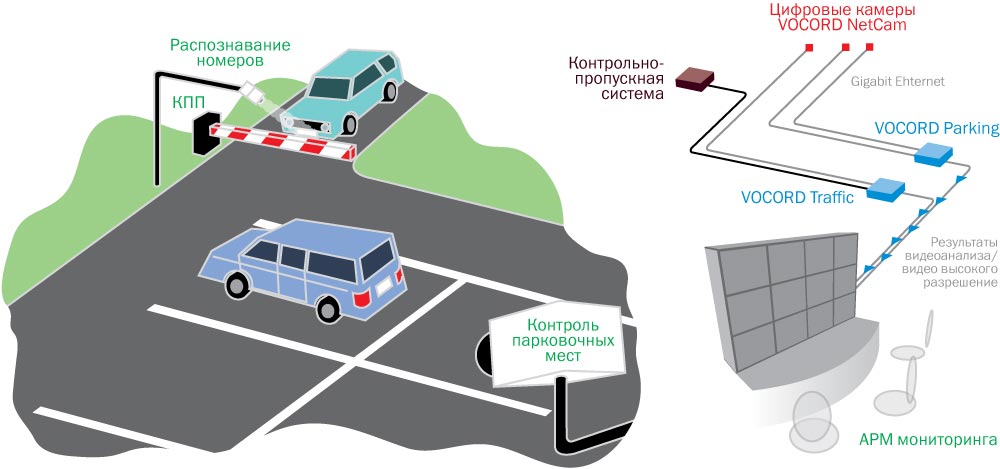 Распознавание
номеров
КПП
Контроль
парковочных
мест
Цифровые камеры
VOCORD NetCam
Контрольно-
пропускная
система
Gigabit Ehternet
VOCORD Parking
VOCORD Traffic
Результаты
видеоанализа/
видео высокого
разрешение
АРМ мониторинга